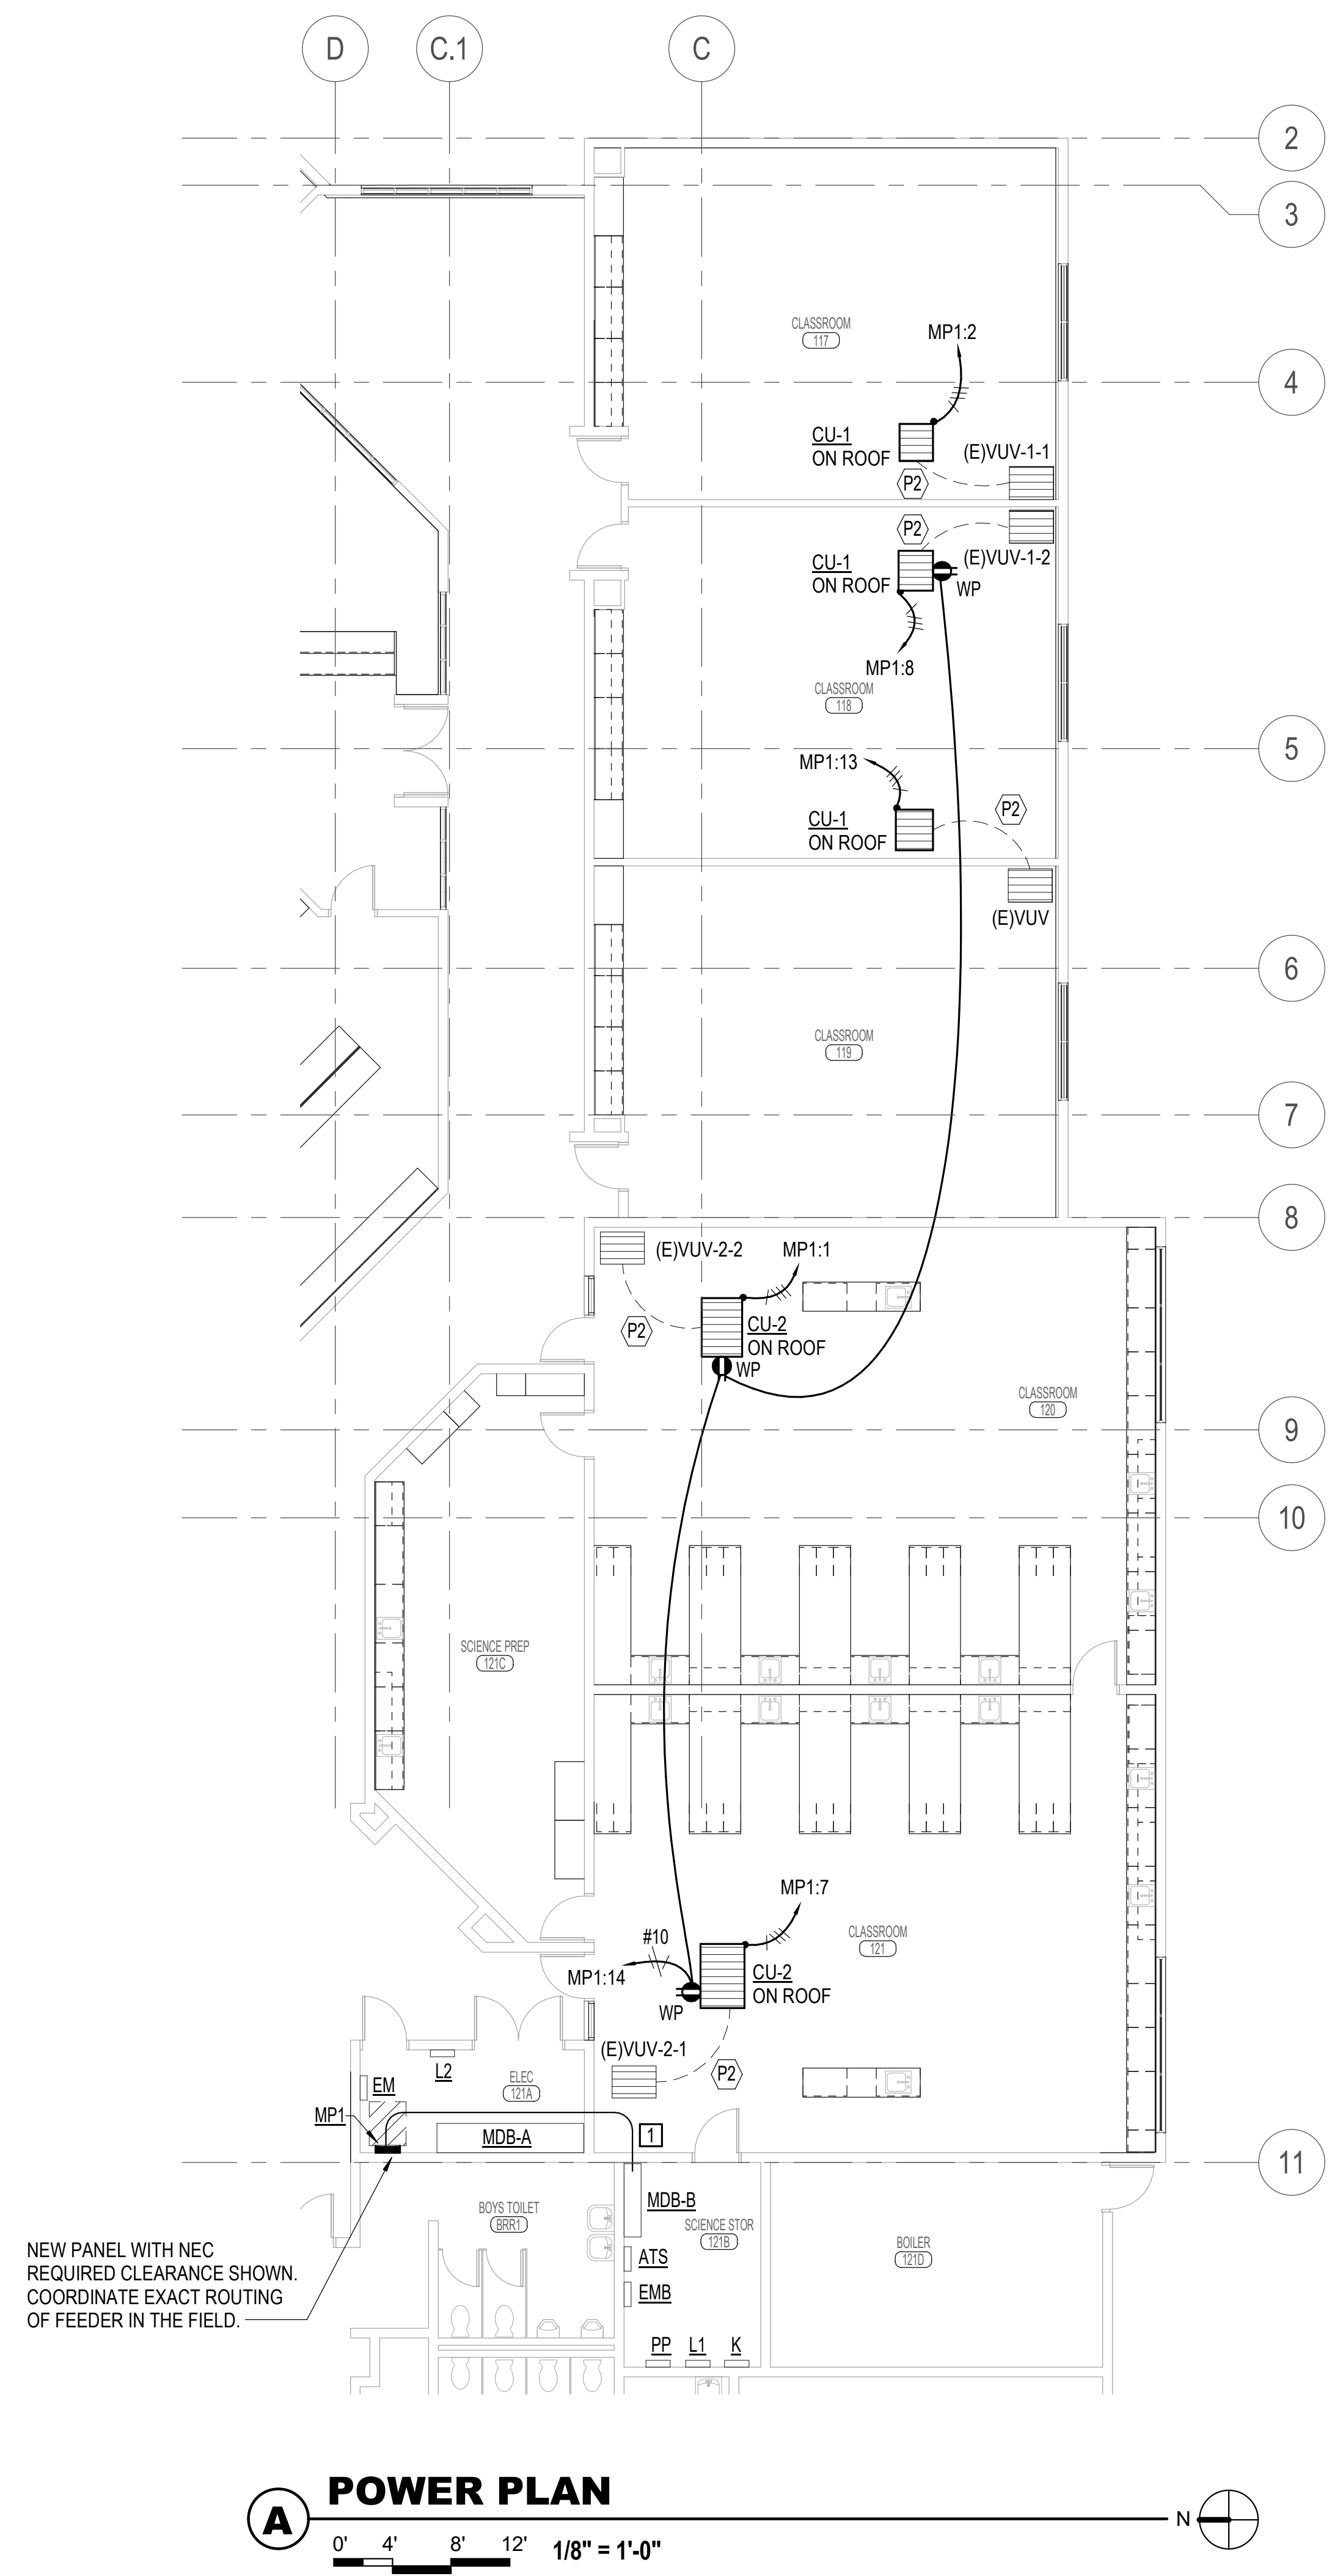 D
C.1
C
2
3
CLASSROOM
117
MP1:2
4
CU-1
ON ROOF
(E)VUV-1-1
P2
P2
CU-1
ON ROOF
(E)VUV-1-2
WP
MP1:8
CLASSROOM
118
5
MP1:13
P2
CU-1
ON ROOF
(E)VUV
6
CLASSROOM
119
7
8
(E)VUV-2-2
MP1:1
P2
CU-2
ON ROOF
WP
CLASSROOM
120
9
10
SCIENCE PREP
121C
MP1:7
#10
CLASSROOM
121
MP1:14
CU-2
ON ROOF
WP
(E)VUV-2-1
P2
L2
ELEC
121A
EM
MP1
MDB-A
1
11
MDB-B
BOYS TOILET
BRR1
SCIENCE STOR
121B
BOILER
121D
ATS
EMB
NEW PANEL WITH NEC
REQUIRED CLEARANCE SHOWN.
COORDINATE EXACT ROUTING
OF FEEDER IN THE FIELD.
PP
L1
K
A
POWER PLAN
N
0'
4'
8'
12'
1/8" = 1'-0"